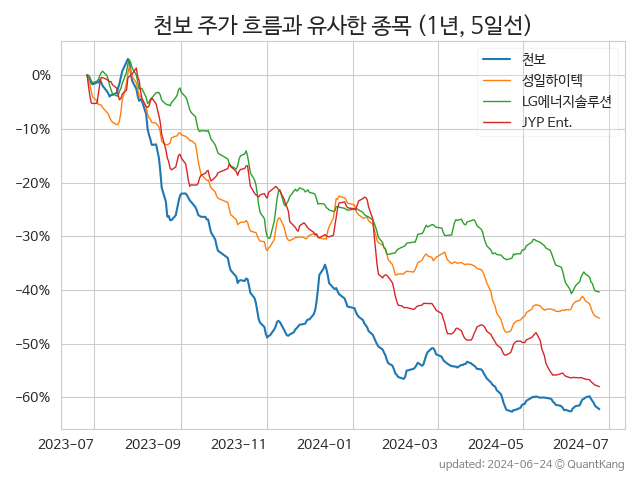 천보 주가 흐름과 유사한 종목 (1년, 5일선)
천보
성일하이텍
LG에너지솔루션
JYP Ent.
0%
−10%
−20%
−30%
−40%
−50%
−60%
2023-07
2023-09
2023-11
2024-01
2024-03
2024-05
2024-07
updated: 2024-06-24 ⓒ QuantKang